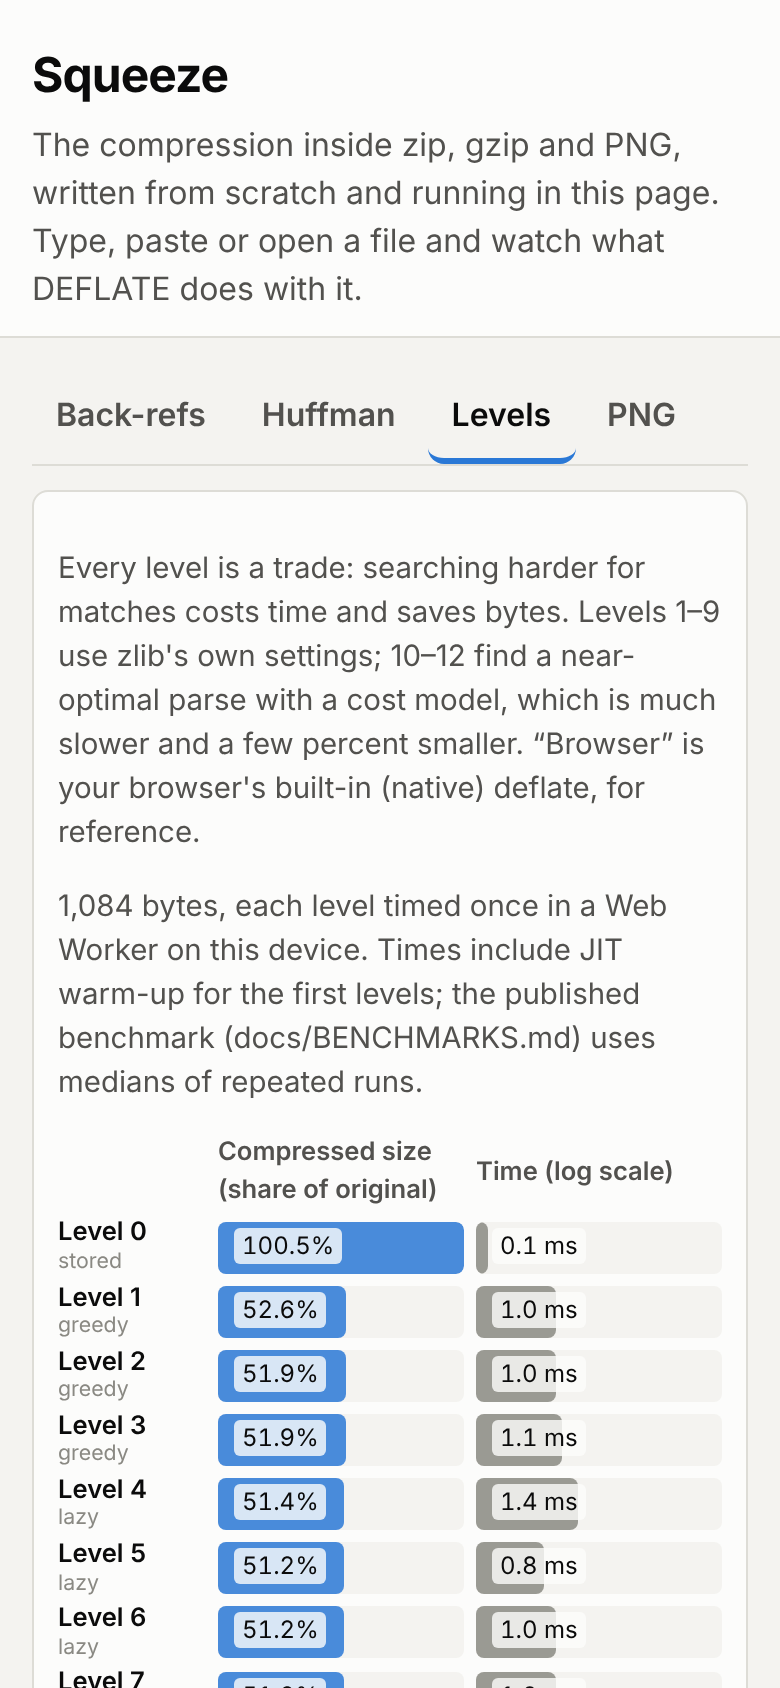 Squeeze
The compression inside zip, gzip and PNG,
written from scratch and running in this page.
Type, paste or open a file and watch what
DEFLATE does with it.
Back-refs Huffman Levels PNG
Every level is a trade: searching harder for
matches costs time and saves bytes. Levels 1–9
use zlib's own settings; 10–12 find a near-
optimal parse with a cost model, which is much
slower and a few percent smaller. “Browser” is
your browser's built-in (native) deflate, for
reference.
1,084 bytes, each level timed once in a Web
Worker on this device. Times include JIT
warm-up for the first levels; the published
benchmark (docs/BENCHMARKS.md) uses
medians of repeated runs.
Compressed size
(share of original)
Time (log scale)
Level 0
stored
100.5% 0.1 ms
Level 1
greedy
52.6% 1.0 ms
Level 2
greedy
51.9% 1.0 ms
Level 3
greedy
51.9% 1.1 ms
Level 4
lazy
51.4% 1.4 ms
Level 5
lazy
51.2% 0.8 ms
Level 6
lazy
51.2% 1.0 ms
Level 7